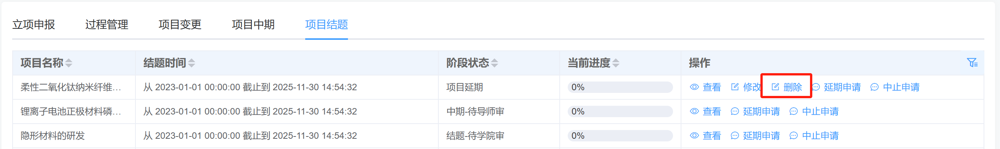 立项申报 过程管理 项目变更 项目中期 项目结题
项目名称 结题时间 阶段状态 当前进度 操作
柔性二氧化钛纳米纤维… 从 2023-01-01 00:00:00 截止到 2025-11-30 14:54:32 项目延期 0% 查看 修改 删除 延期申请 中止申请
锂离子电池正极材料磷… 从 2023-01-01 00:00:00 截止到 2025-11-30 14:54:32 中期-待导师审 0% 查看 延期申请 中止申请
隐形材料的研发 从 2023-01-01 00:00:00 截止到 2025-11-30 14:54:32 结题-待学院审 0% 查看 延期申请 中止申请